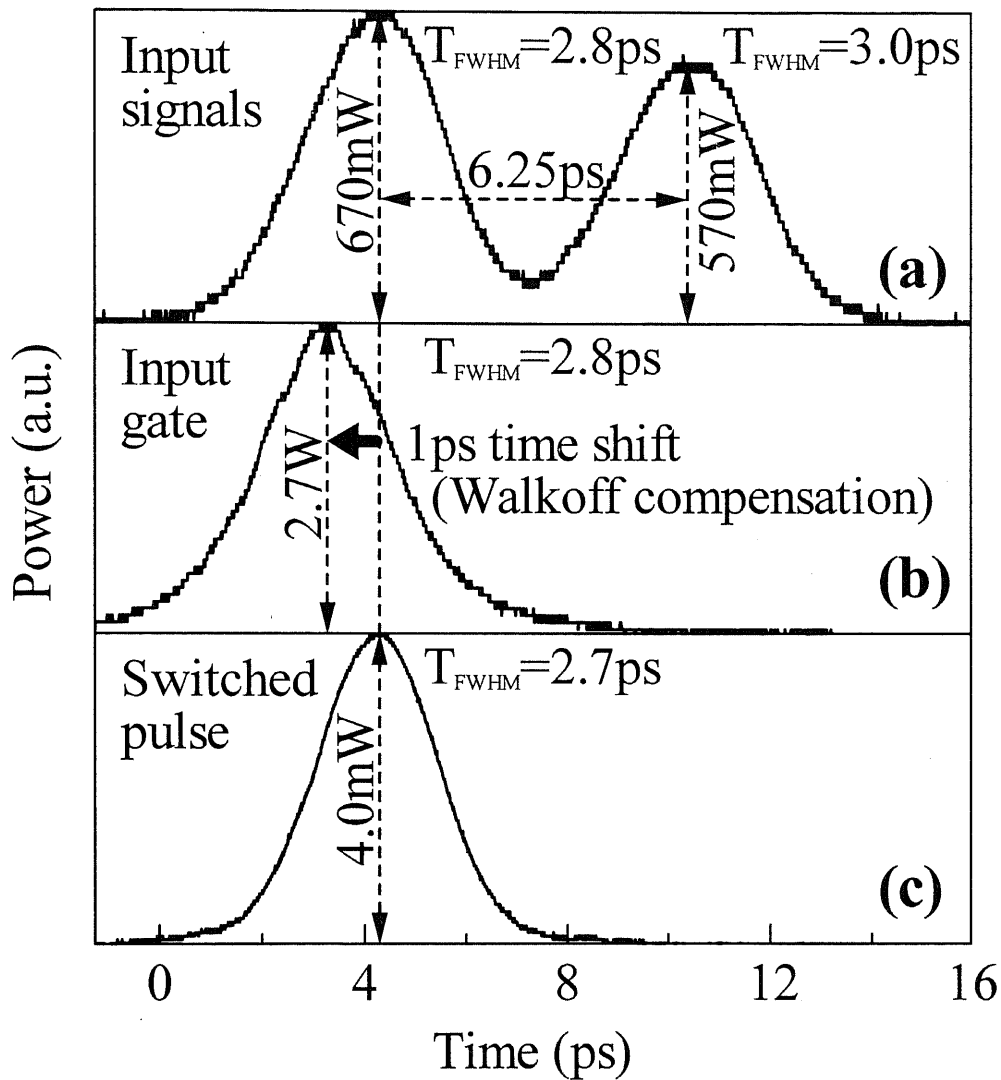 Input signals
T_FWHM=2.8ps
T_FWHM=3.0ps
670mW
6.25ps
570mW
(a)
Input gate
T_FWHM=2.8ps
2.7W
1ps time shift
(Walkoff compensation)
(b)
Switched pulse
T_FWHM=2.7ps
4.0mW
(c)
Power (a.u.)
0 4 8 12 16
Time (ps)